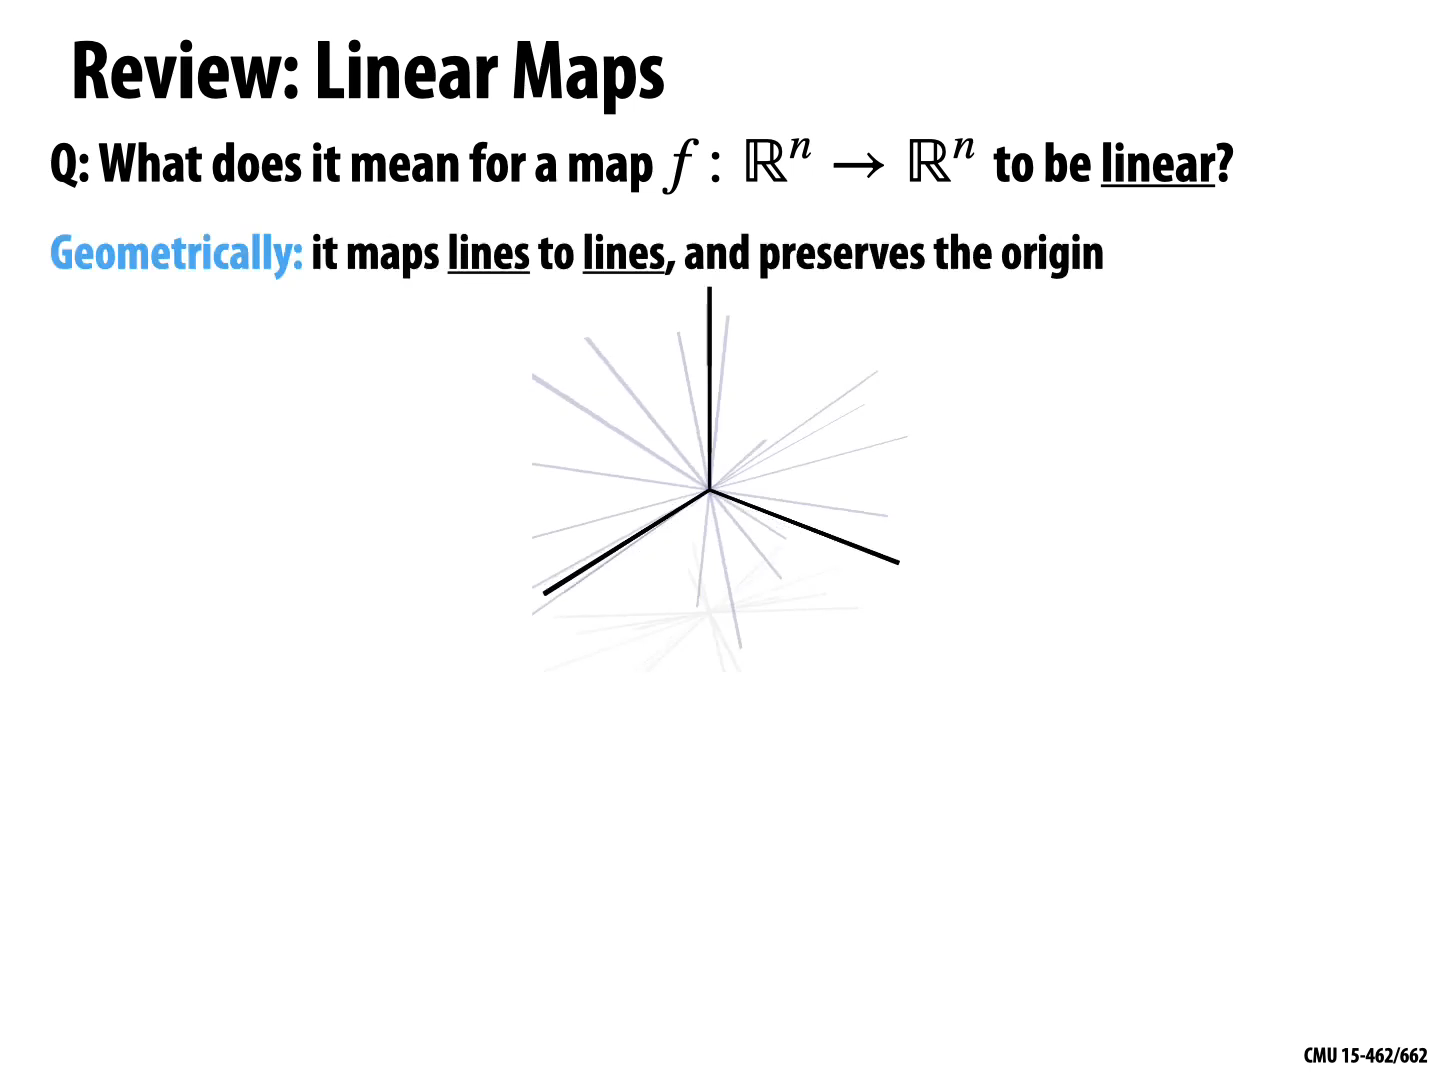 Review: Linear Maps
Q: What does it mean for a map f : ℝⁿ → ℝⁿ to be linear?
Geometrically: it maps lines to lines, and preserves the origin
CMU 15-462/662